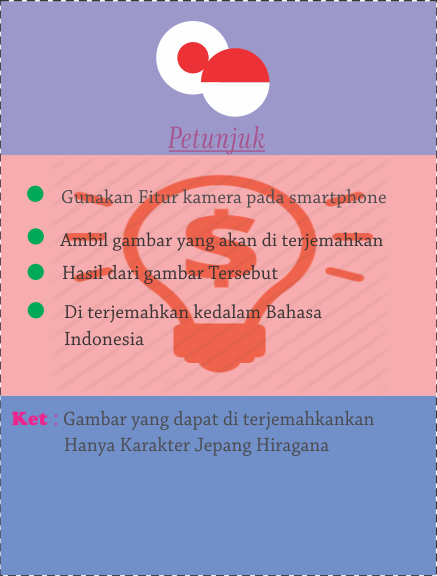 Petunjuk
Gunakan Fitur kamera pada smartphone
Ambil gambar yang akan di terjemahkan
Hasil dari gambar Tersebut
Di terjemahkan kedalam Bahasa
Indonesia
Ket : Gambar yang dapat di terjemahkankan
Hanya Karakter Jepang Hiragana
$